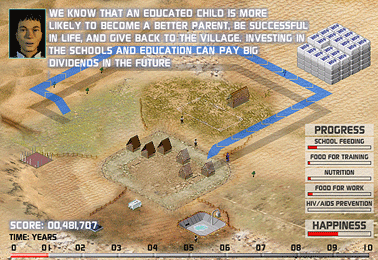 WE KNOW THAT AN EDUCATED CHILD IS MORE
LIKELY TO BECOME A BETTER PARENT, BE SUCCESSFUL
IN LIFE, AND GIVE BACK TO THE VILLAGE. INVESTING IN
THE SCHOOLS AND EDUCATION CAN PAY BIG
DIVIDENDS IN THE FUTURE
PROGRESS
SCHOOL FEEDING
FOOD FOR TRAINING
NUTRITION
FOOD FOR WORK
HIV/AIDS PREVENTION
HAPPINESS
SCORE: 00,481,707
TIME: YEARS
0 01 02 03 04 05 06 07 08 09 10